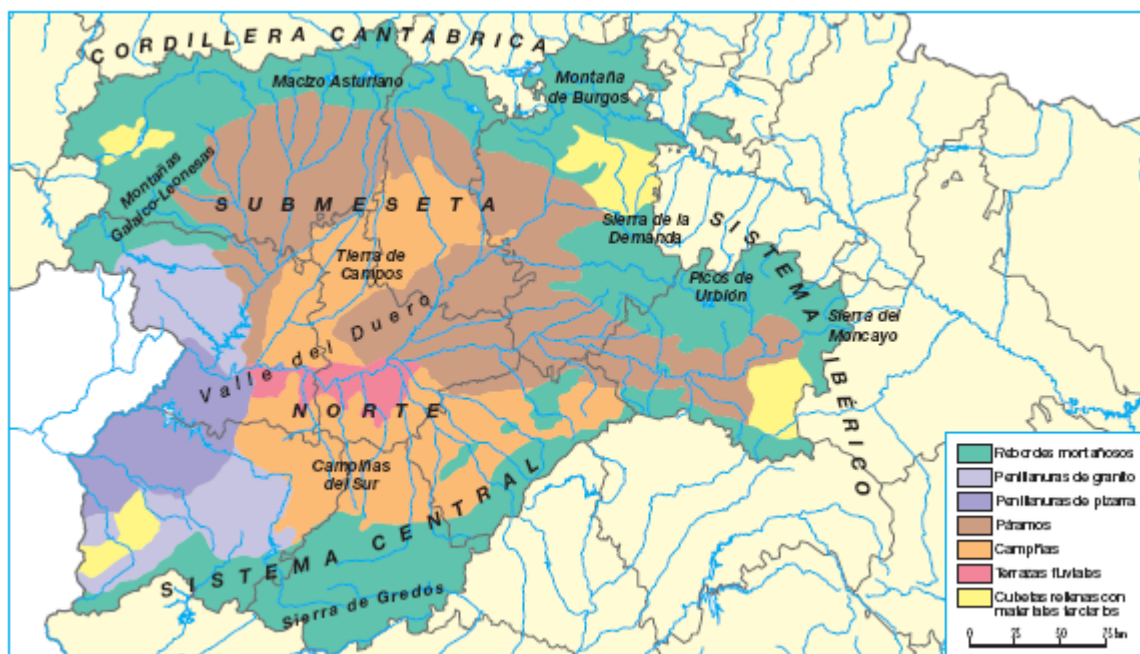 CORDILLERA CANTÁBRICA
Macizo Asturiano
Montaña
de Burgos
Montañas
Galaico-Leonesas
SUBMESETA
Sierra de la
Demanda
SISTEMA
Tierra de
Campos
Picos de
Urbión
Sierra del
Moncayo
Valle del Duero
NORTE
IBÉRICO
Campiñas
del Sur
SISTEMA CENTRAL
Sierra de Gredos
Rebordes montañosos
Penillanuras de granito
Penillanuras de pizarra
Páramos
Campiñas
Terrazas fluviales
Cubetas rellenas con
materiales terciarios
0 25 50 75 km